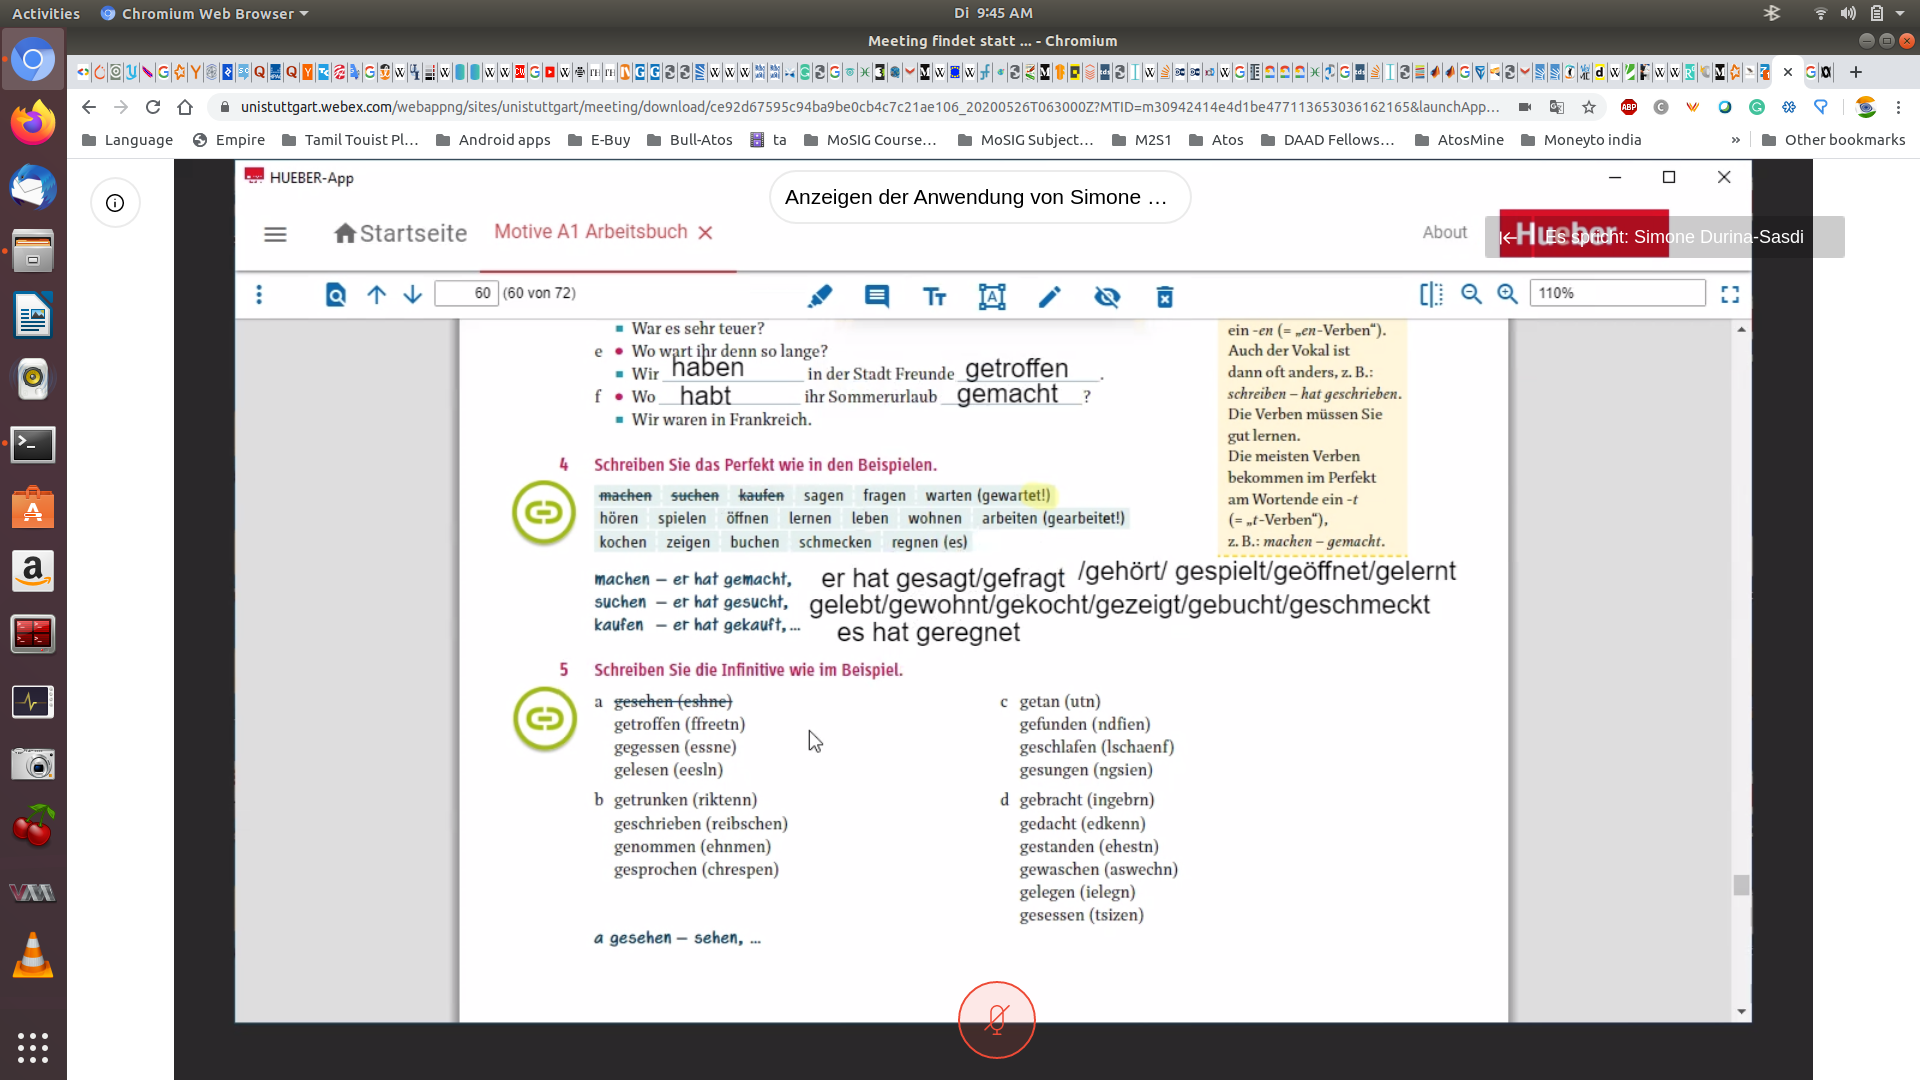 Activities Chromium Web Browser Di 9:45 AM
Meeting findet statt ... - Chromium
unistuttgart.webex.com/webappng/sites/unistuttgart/meeting/download/ce92d67595c94ba9be0cb4c7c21ae106_20200526T063000Z?MTID=m30942414e4d1be477113653036162165&launchApp...
Language Empire Tamil Touist Pl... Android apps E-Buy Bull-Atos ta MoSIG Course... MoSIG Subject... M2S1 Atos DAAD Fellows... AtosMine Moneyto india » Other bookmarks
HUEBER-App
Anzeigen der Anwendung von Simone ...
Startseite Motive A1 Arbeitsbuch About Hueber
Es spricht: Simone Durina-Sasdi
60 (60 von 72) 110%
War es sehr teuer?
e Wo wart ihr denn so lange?
Wir haben in der Stadt Freunde getroffen .
f Wo habt ihr Sommerurlaub gemacht ?
Wir waren in Frankreich.
ein -en (= „en-Verben“).
Auch der Vokal ist
dann oft anders, z. B.:
schreiben – hat geschrieben.
Die Verben müssen Sie
gut lernen.
Die meisten Verben
bekommen im Perfekt
am Wortende ein -t
(= „t-Verben“),
z. B.: machen – gemacht.
4 Schreiben Sie das Perfekt wie in den Beispielen.
machen suchen kaufen sagen fragen warten (gewartet!)
hören spielen öffnen lernen leben wohnen arbeiten (gearbeitet!)
kochen zeigen buchen schmecken regnen (es)
machen – er hat gemacht, er hat gesagt/gefragt /gehört/ gespielt/geöffnet/gelernt
suchen – er hat gesucht, gelebt/gewohnt/gekocht/gezeigt/gebucht/geschmeckt
kaufen – er hat gekauft, ... es hat geregnet
5 Schreiben Sie die Infinitive wie im Beispiel.
a gesehen (eshne)
getroffen (ffreetn)
gegessen (essne)
gelesen (eesln)
b getrunken (riktenn)
geschrieben (reibschen)
genommen (ehnmen)
gesprochen (chrespen)
c getan (utn)
gefunden (ndfien)
geschlafen (lschaenf)
gesungen (ngsien)
d gebracht (ingebrn)
gedacht (edkenn)
gestanden (ehestn)
gewaschen (aswechn)
gelegen (ielegn)
gesessen (tsizen)
a gesehen – sehen, ...